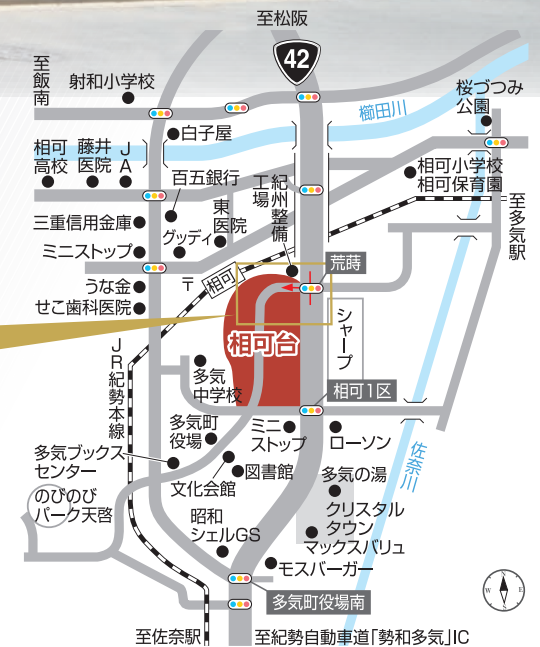 至松阪
42
至飯南
射和小学校
櫛田川
桜づつみ
公園
白子屋
相可
高校
藤井
医院
JA
相可小学校
相可保育園
百五銀行
紀州整備
工場
至多気駅
三重信用金庫
東
医院
グッディ
ミニストップ
荒蒔
〒
相可
うな金
せこ歯科医院
シャープ
相可台
JR紀勢本線
多気
中学校
相可1区
多気町
役場
ミニ
ストップ
ローソン
多気ブックス
センター
図書館
文化会館
佐奈川
多気の湯
のびのび
パーク天啓
クリスタル
タウン
昭和
シェルGS
マックスバリュ
モスバーガー
多気町役場南
N
W
E
S
至佐奈駅
至紀勢自動車道｢勢和多気｣IC